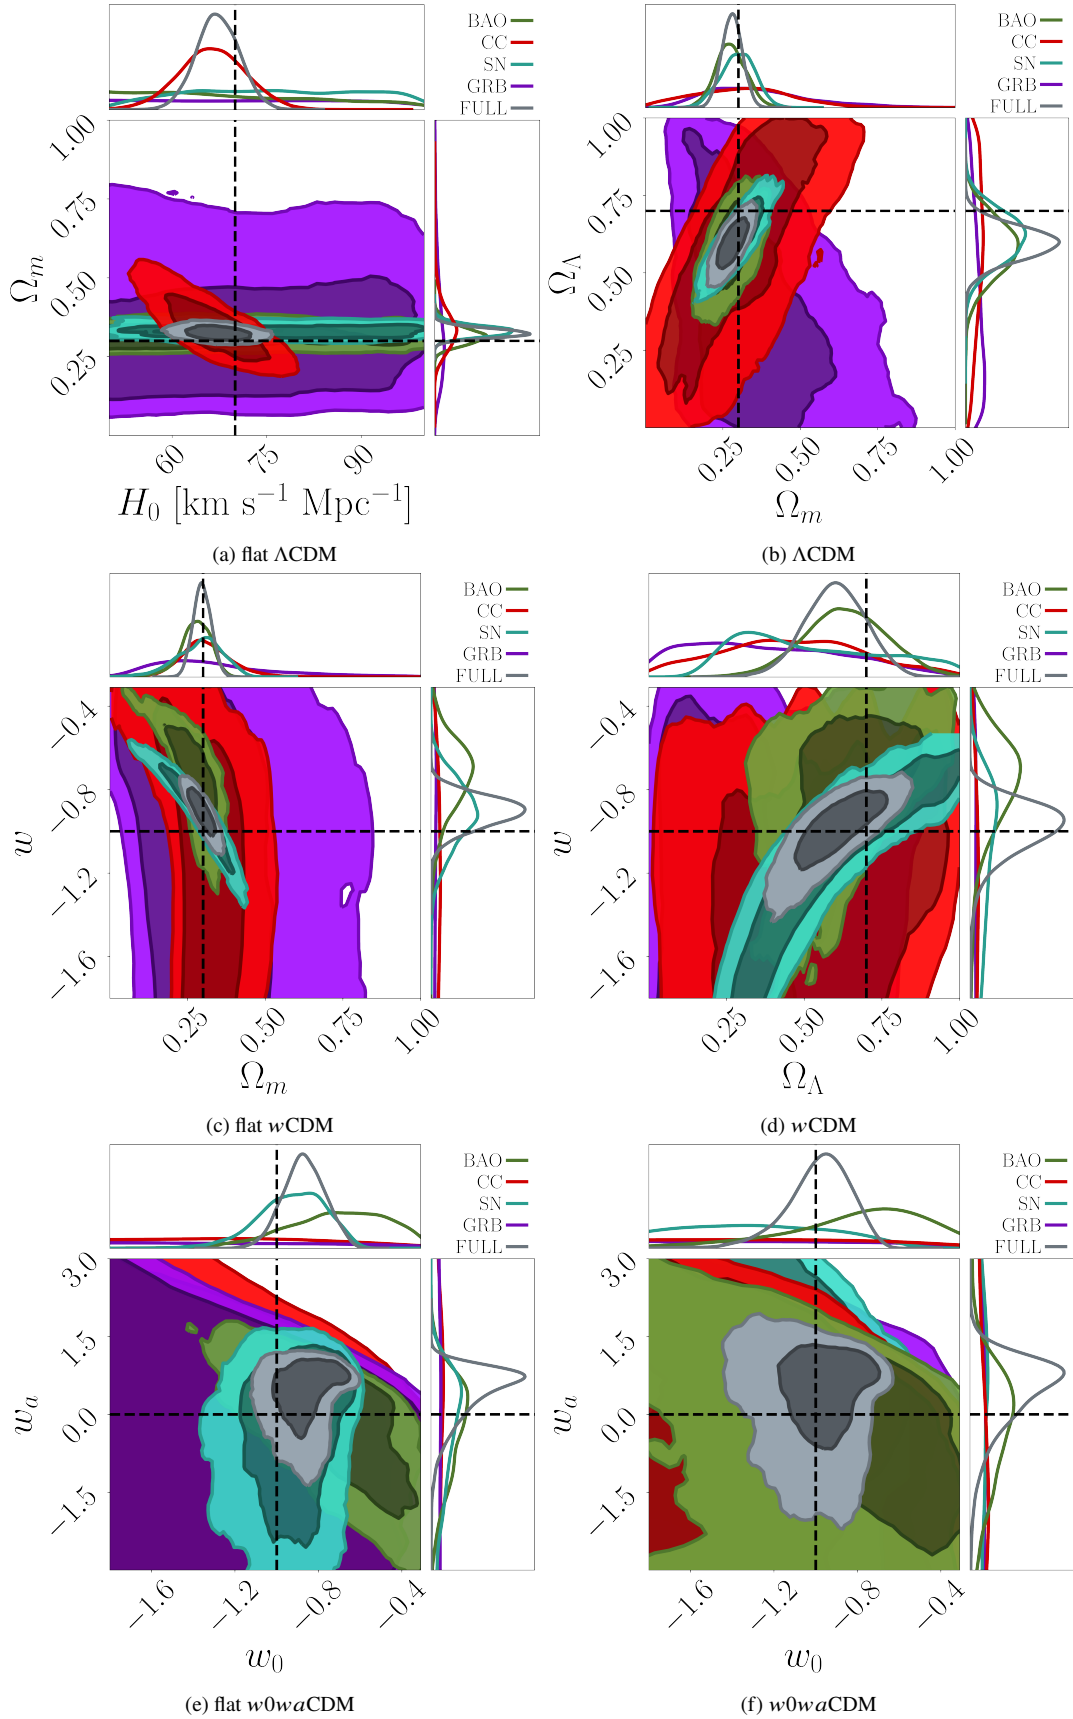 BAO
CC
SN
GRB
FULL
1.00
0.75
0.50
0.25
Ωm
60
75
90
H0 [km s−1 Mpc−1]
(a) flat ΛCDM
BAO
CC
SN
GRB
FULL
1.00
0.75
0.50
0.25
ΩΛ
0.25
0.50
0.75
1.00
Ωm
(b) ΛCDM
BAO
CC
SN
GRB
FULL
−0.4
−0.8
−1.2
−1.6
w
0.25
0.50
0.75
1.00
Ωm
(c) flat wCDM
BAO
CC
SN
GRB
FULL
−0.4
−0.8
−1.2
−1.6
w
0.25
0.50
0.75
1.00
ΩΛ
(d) wCDM
BAO
CC
SN
GRB
FULL
3.0
1.5
0.0
−1.5
wa
−1.6
−1.2
−0.8
−0.4
w0
(e) flat w0waCDM
BAO
CC
SN
GRB
FULL
3.0
1.5
0.0
−1.5
wa
−1.6
−1.2
−0.8
−0.4
w0
(f) w0waCDM